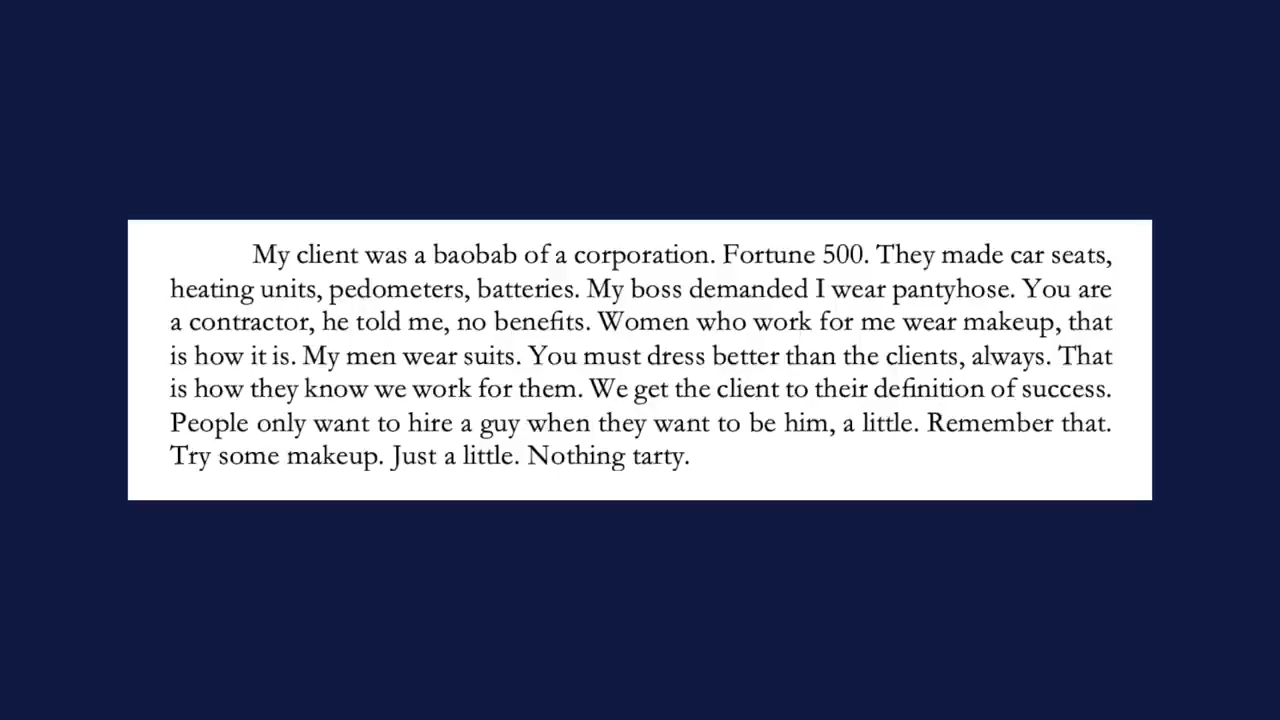 My client was a baobab of a corporation. Fortune 500. They made car seats,
heating units, pedometers, batteries. My boss demanded I wear pantyhose. You are
a contractor, he told me, no benefits. Women who work for me wear makeup, that
is how it is. My men wear suits. You must dress better than the clients, always. That
is how they know we work for them. We get the client to their definition of success.
People only want to hire a guy when they want to be him, a little. Remember that.
Try some makeup. Just a little. Nothing tarty.